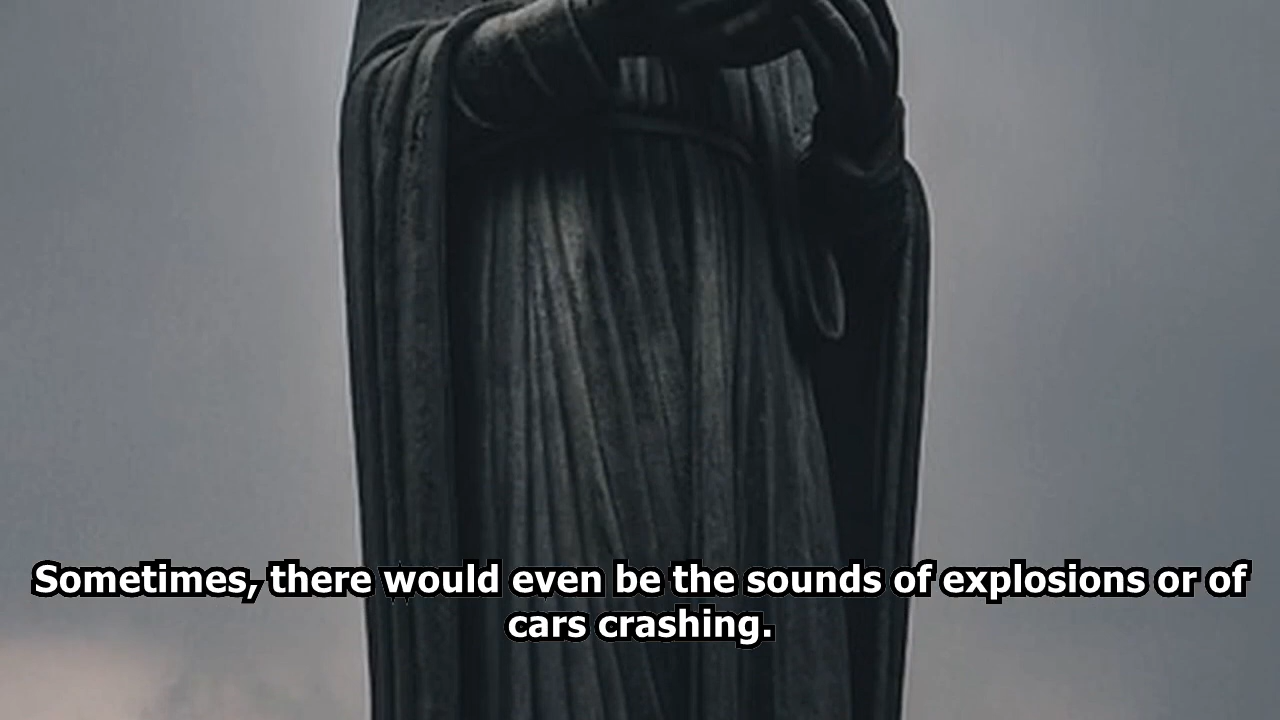 Sometimes, there would even be the sounds of explosions or of
cars crashing.